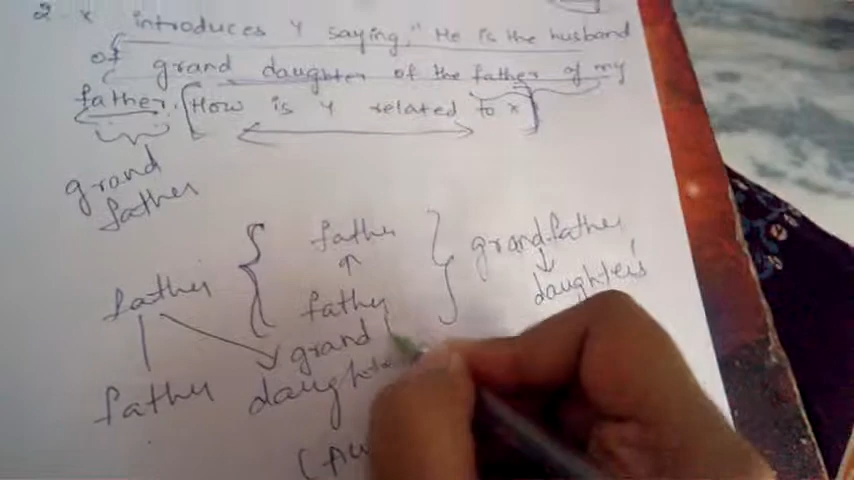 2 x introduces Y saying, "He is the husband
of grand daughter of the father of my
father. [How is Y related to x]
grand
father
father
father
grandfather
father
father
daughter's
grand
father
daughter